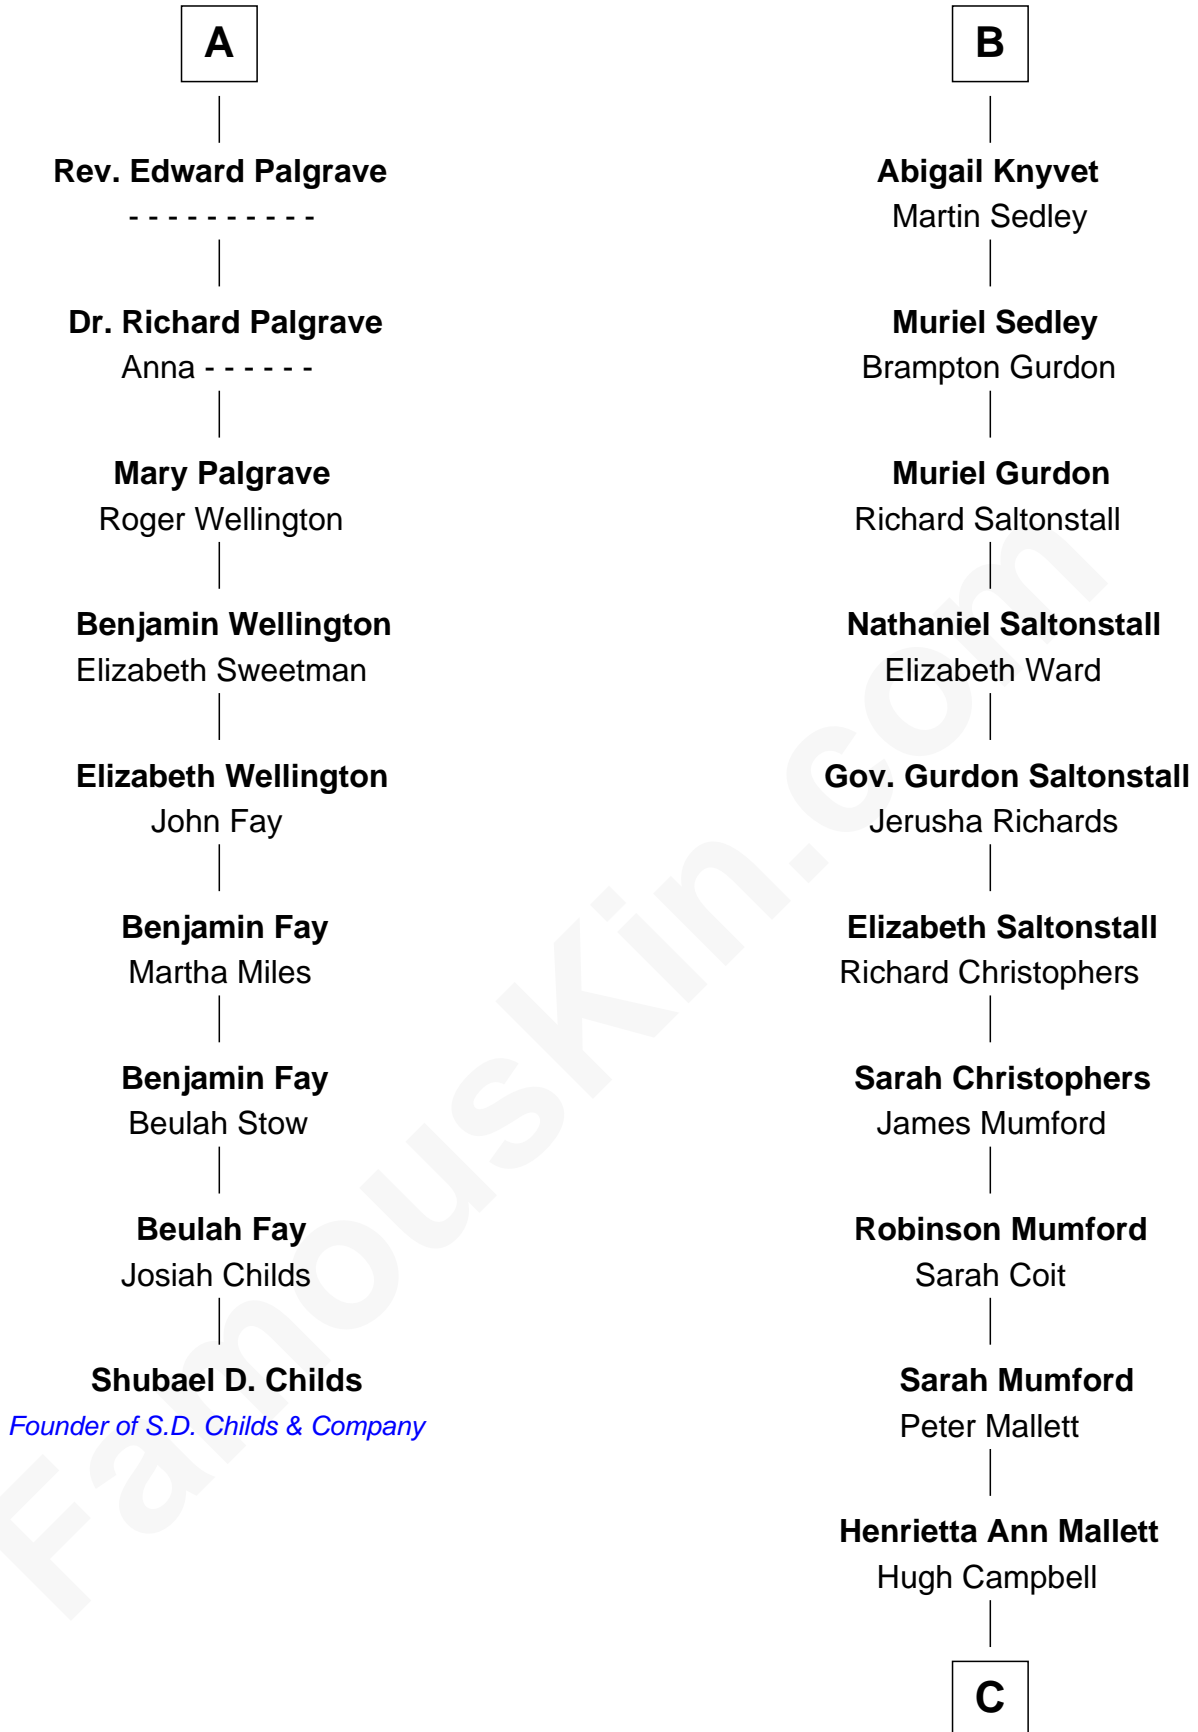 A
Rev. Edward Palgrave
- - - - - - - - - -
Dr. Richard Palgrave
Anna - - - - - -
Mary Palgrave
Roger Wellington
Benjamin Wellington
Elizabeth Sweetman
Elizabeth Wellington
John Fay
Benjamin Fay
Martha Miles
Benjamin Fay
Beulah Stow
Beulah Fay
Josiah Childs
Shubael D. Childs
Founder of S.D. Childs & Company
B
Abigail Knyvet
Martin Sedley
Muriel Sedley
Brampton Gurdon
Muriel Gurdon
Richard Saltonstall
Nathaniel Saltonstall
Elizabeth Ward
Gov. Gurdon Saltonstall
Jerusha Richards
Elizabeth Saltonstall
Richard Christophers
Sarah Christophers
James Mumford
Robinson Mumford
Sarah Coit
Sarah Mumford
Peter Mallett
Henrietta Ann Mallett
Hugh Campbell
C
FamousKin.com